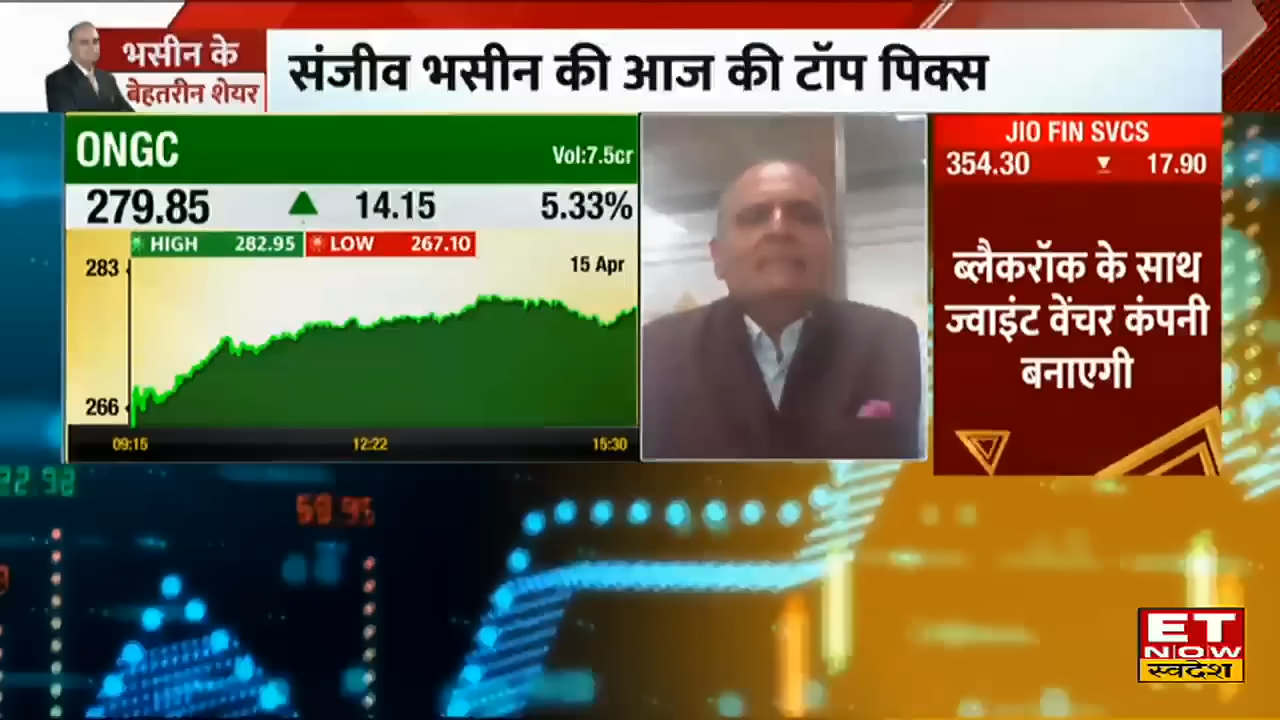 भसीन के
बेहतरीन शेयर
संजीव भसीन की आज की टॉप पिक्स
ONGC
Vol:7.5cr
279.85 ▲ 14.15 5.33%
HIGH 282.95 LOW 267.10
283
15 Apr
266
09:15 12:22 15:30
JIO FIN SVCS
354.30 ▼ 17.90
ब्लैकरॉक के साथ
ज्वाइंट वेंचर कंपनी
बनाएगी
58.95
ET
NOW
स्वदेश